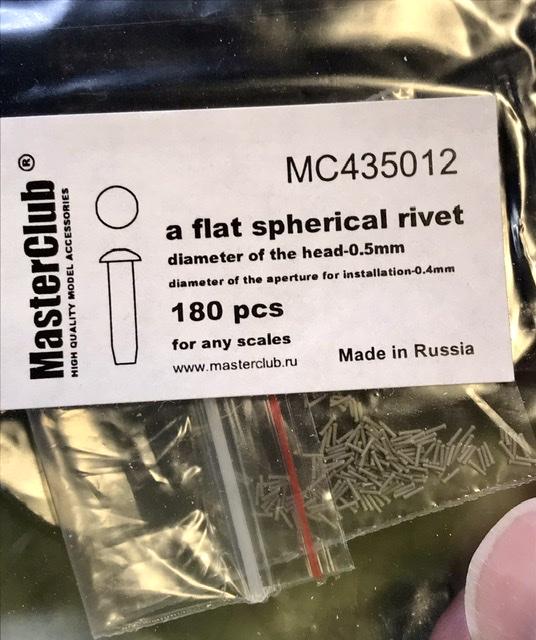 MasterClub®
HIGH QUALITY MODEL ACCESSORIES
MC435012
a flat spherical rivet
diameter of the head-0.5mm
diameter of the aperture for installation-0.4mm
180 pcs
for any scales
www.masterclub.ru
Made in Russia